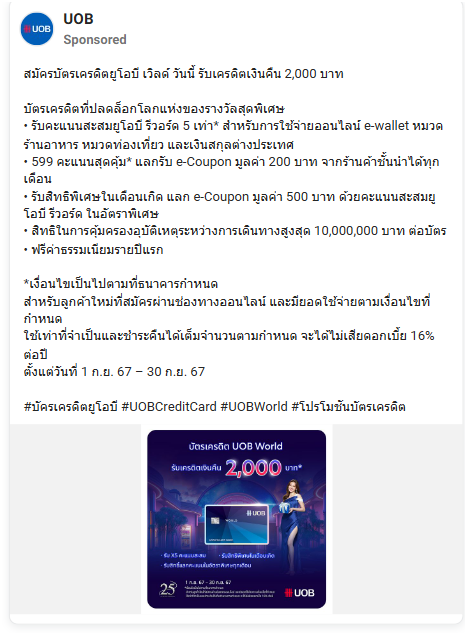 UOB
UOB
Sponsored
สมัครบัตรเครดิตยูโอบี เวิลด์ วันนี้ รับเครดิตเงินคืน 2,000 บาท
บัตรเครดิตที่ปลดล็อกโลกแห่งของรางวัลสุดพิเศษ
• รับคะแนนสะสมยูโอบี รีวอร์ด 5 เท่า* สำหรับการใช้จ่ายออนไลน์ e-wallet หมวด
ร้านอาหาร หมวดท่องเที่ยว และเงินสกุลต่างประเทศ
• 599 คะแนนสุดคุ้ม* แลกรับ e-Coupon มูลค่า 200 บาท จากร้านค้าชั้นนำได้ทุก
เดือน
• รับสิทธิพิเศษในเดือนเกิด แลก e-Coupon มูลค่า 500 บาท ด้วยคะแนนสะสมยู
โอบี รีวอร์ด ในอัตราพิเศษ
• สิทธิในการคุ้มครองอุบัติเหตุระหว่างการเดินทางสูงสุด 10,000,000 บาท ต่อบัตร
• ฟรีค่าธรรมเนียมรายปีแรก
*เงื่อนไขเป็นไปตามที่ธนาคารกำหนด
สำหรับลูกค้าใหม่ที่สมัครผ่านช่องทางออนไลน์ และมียอดใช้จ่ายตามเงื่อนไขที่
กำหนด
ใช้เท่าที่จำเป็นและชำระคืนได้เต็มจำนวนตามกำหนด จะได้ไม่เสียดอกเบี้ย 16%
ต่อปี
ตั้งแต่วันที่ 1 ก.ย. 67 – 30 ก.ย. 67
#บัครเครดิตยูโอบี #UOBCreditCard #UOBWorld #โปรโมชันบัตรเครดิต
บัตรเครดิต UOB World
รับเครดิตเงินคืน 2,000 บาท*
UOB
WORLD
• รับ X5 คะแนนสะสม • รับสิทธิพิเศษในเดือนเกิด
• รับสิทธิ์แลกคะแนนในอัตราพิเศษทุกเดือน
25
1 ก.ย. 67 - 30 ก.ย. 67
UOB